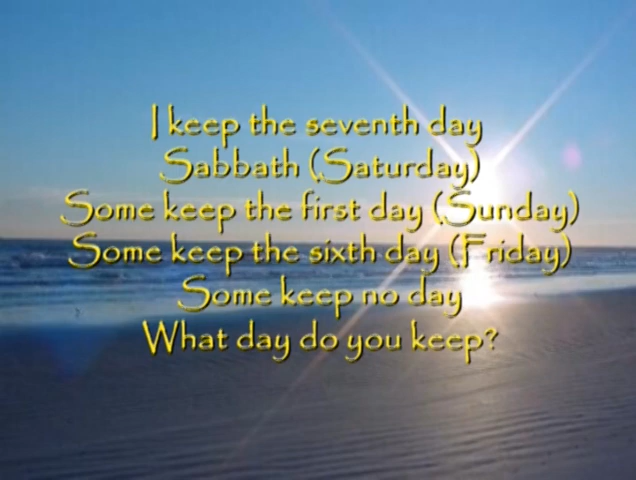 I keep the seventh day
Sabbath (Saturday)
Some keep the first day (Sunday)
Some keep the sixth day (Friday)
Some keep no day
What day do you keep?